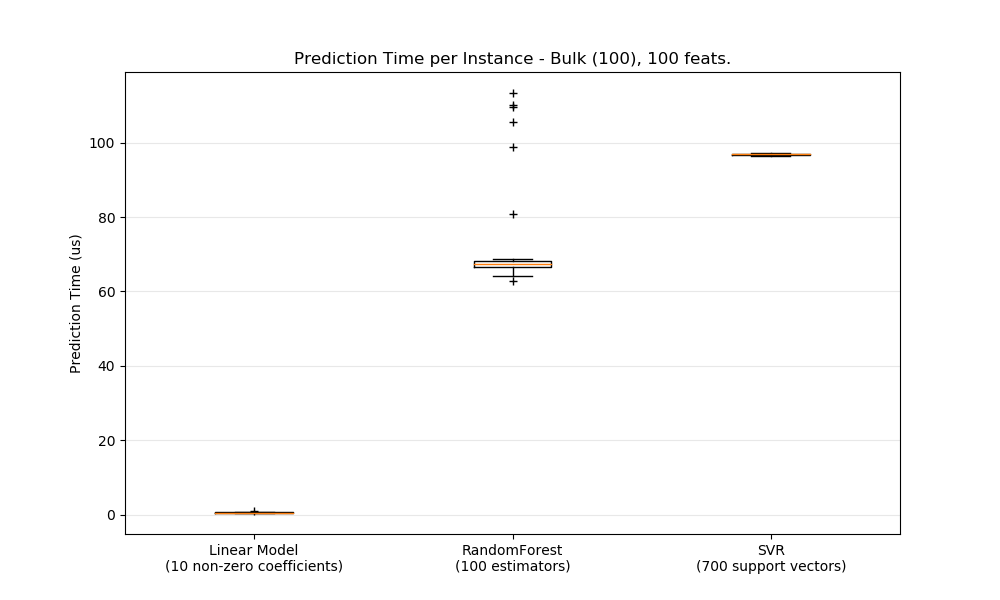 Prediction Time per Instance - Bulk (100), 100 feats.
Prediction Time (us)
100
80
60
40
20
0
Linear Model
(10 non-zero coefficients)
RandomForest
(100 estimators)
SVR
(700 support vectors)